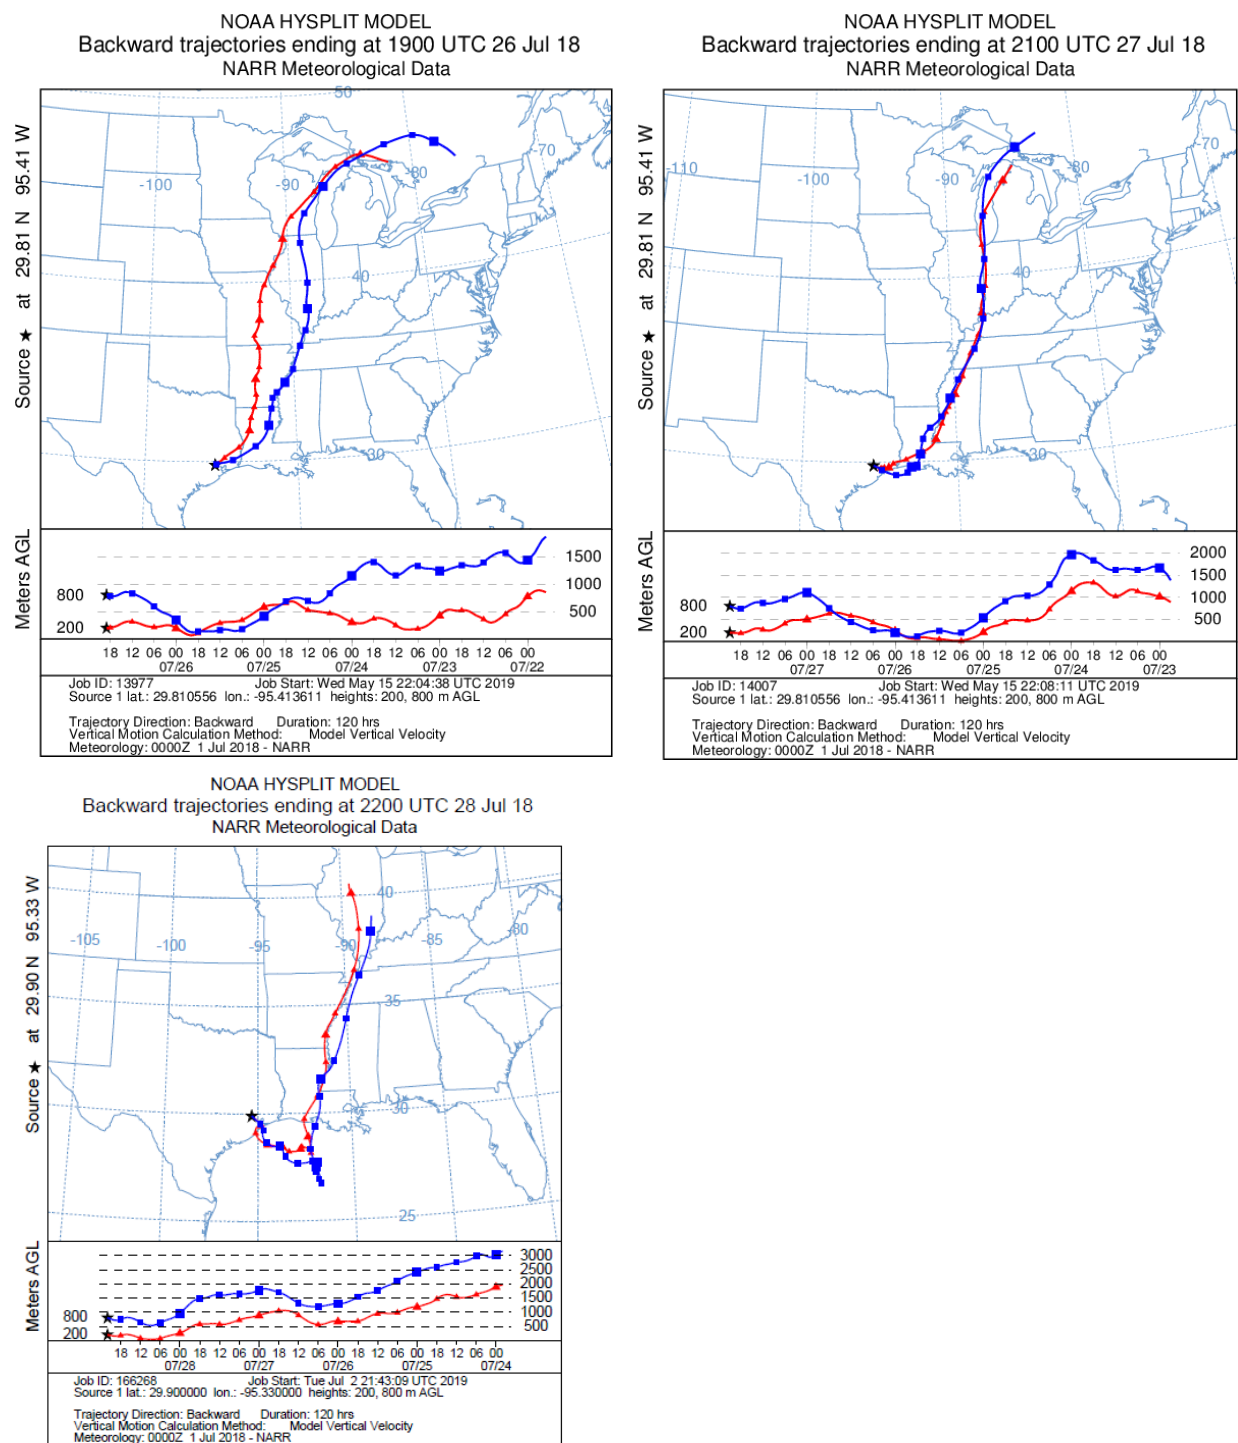 NOAA HYSPLIT MODEL
Backward trajectories ending at 1900 UTC 26 Jul 18
NARR Meteorological Data
Source ★ at 29.81 N 95.41 W
50
-100 -90 -80 -70
40
30
Meters AGL
1500
1000
500
800
200
18 12 06 00 18 12 06 00 18 12 06 00 18 12 06 00 18 12 06 00
07/26 07/25 07/24 07/23 07/22
Job ID: 13977 Job Start: Wed May 15 22:04:38 UTC 2019
Source 1 lat.: 29.810556 lon.: -95.413611 heights: 200, 800 m AGL
Trajectory Direction: Backward Duration: 120 hrs
Vertical Motion Calculation Method: Model Vertical Velocity
Meteorology: 0000Z 1 Jul 2018 - NARR
NOAA HYSPLIT MODEL
Backward trajectories ending at 2100 UTC 27 Jul 18
NARR Meteorological Data
Source ★ at 29.81 N 95.41 W
-110 -100 -90 -80 -70
40
30
Meters AGL
2000
1500
1000
500
800
200
18 12 06 00 18 12 06 00 18 12 06 00 18 12 06 00 18 12 06 00
07/27 07/26 07/25 07/24 07/23
Job ID: 14007 Job Start: Wed May 15 22:08:11 UTC 2019
Source 1 lat.: 29.810556 lon.: -95.413611 heights: 200, 800 m AGL
Trajectory Direction: Backward Duration: 120 hrs
Vertical Motion Calculation Method: Model Vertical Velocity
Meteorology: 0000Z 1 Jul 2018 - NARR
NOAA HYSPLIT MODEL
Backward trajectories ending at 2200 UTC 28 Jul 18
NARR Meteorological Data
Source ★ at 29.90 N 95.33 W
40
-105 -100 -95 -90 -85 -80
35
30
25
Meters AGL
3000
2500
2000
1500
1000
500
800
200
18 12 06 00 18 12 06 00 18 12 06 00 18 12 06 00 18 12 06 00
07/28 07/27 07/26 07/25 07/24
Job ID: 166268 Job Start: Tue Jul 2 21:43:09 UTC 2019
Source 1 lat.: 29.900000 lon.: -95.330000 heights: 200, 800 m AGL
Trajectory Direction: Backward Duration: 120 hrs
Vertical Motion Calculation Method: Model Vertical Velocity
Meteorology: 0000Z 1 Jul 2018 - NARR